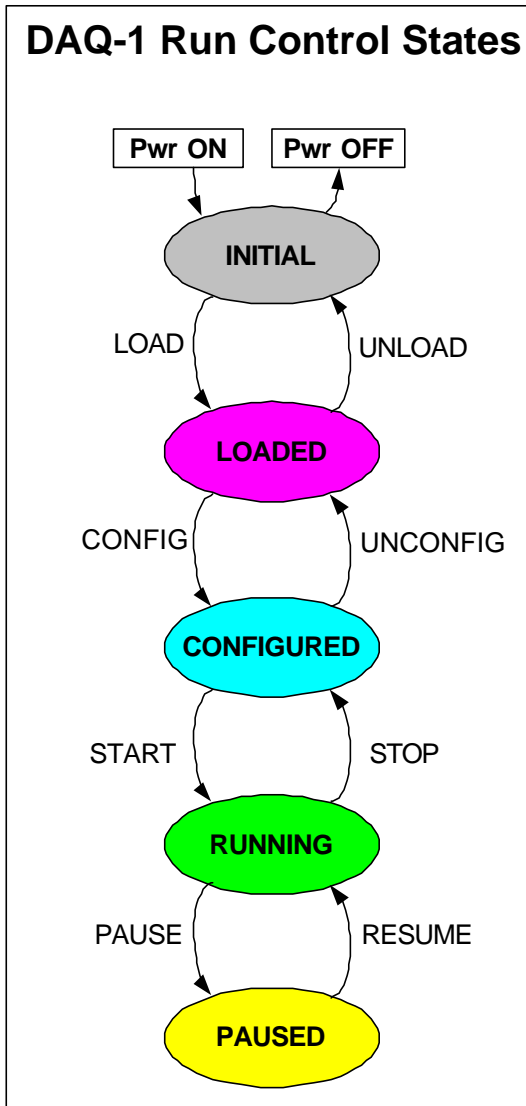 DAQ-1 Run Control States
Pwr ON
Pwr OFF
INITIAL
LOAD
UNLOAD
LOADED
CONFIG
UNCONFIG
CONFIGURED
START
STOP
RUNNING
PAUSE
RESUME
PAUSED